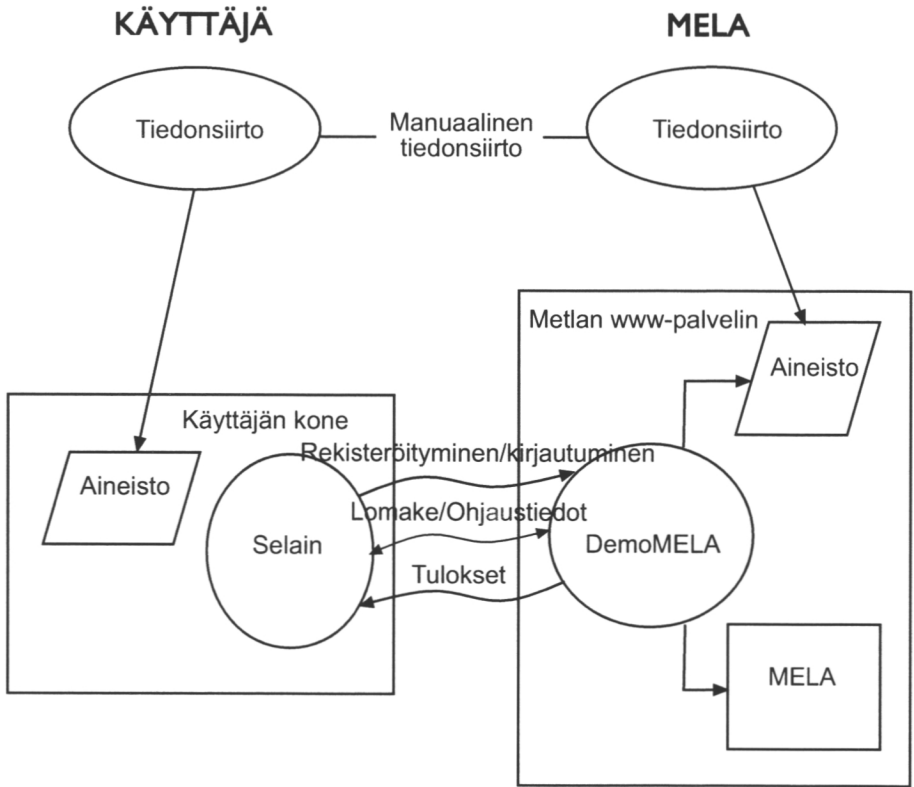 KÄYTTÄJÄ
MELA
Tiedonsiirto
Manuaalinen
tiedonsiirto
Tiedonsiirto
Metlan www-palvelin
Aineisto
Käyttäjän kone
Rekisteröityminen/kirjautuminen
Aineisto
Lomake/Ohjaustiedot
Selain
DemoMELA
Tulokset
MELA